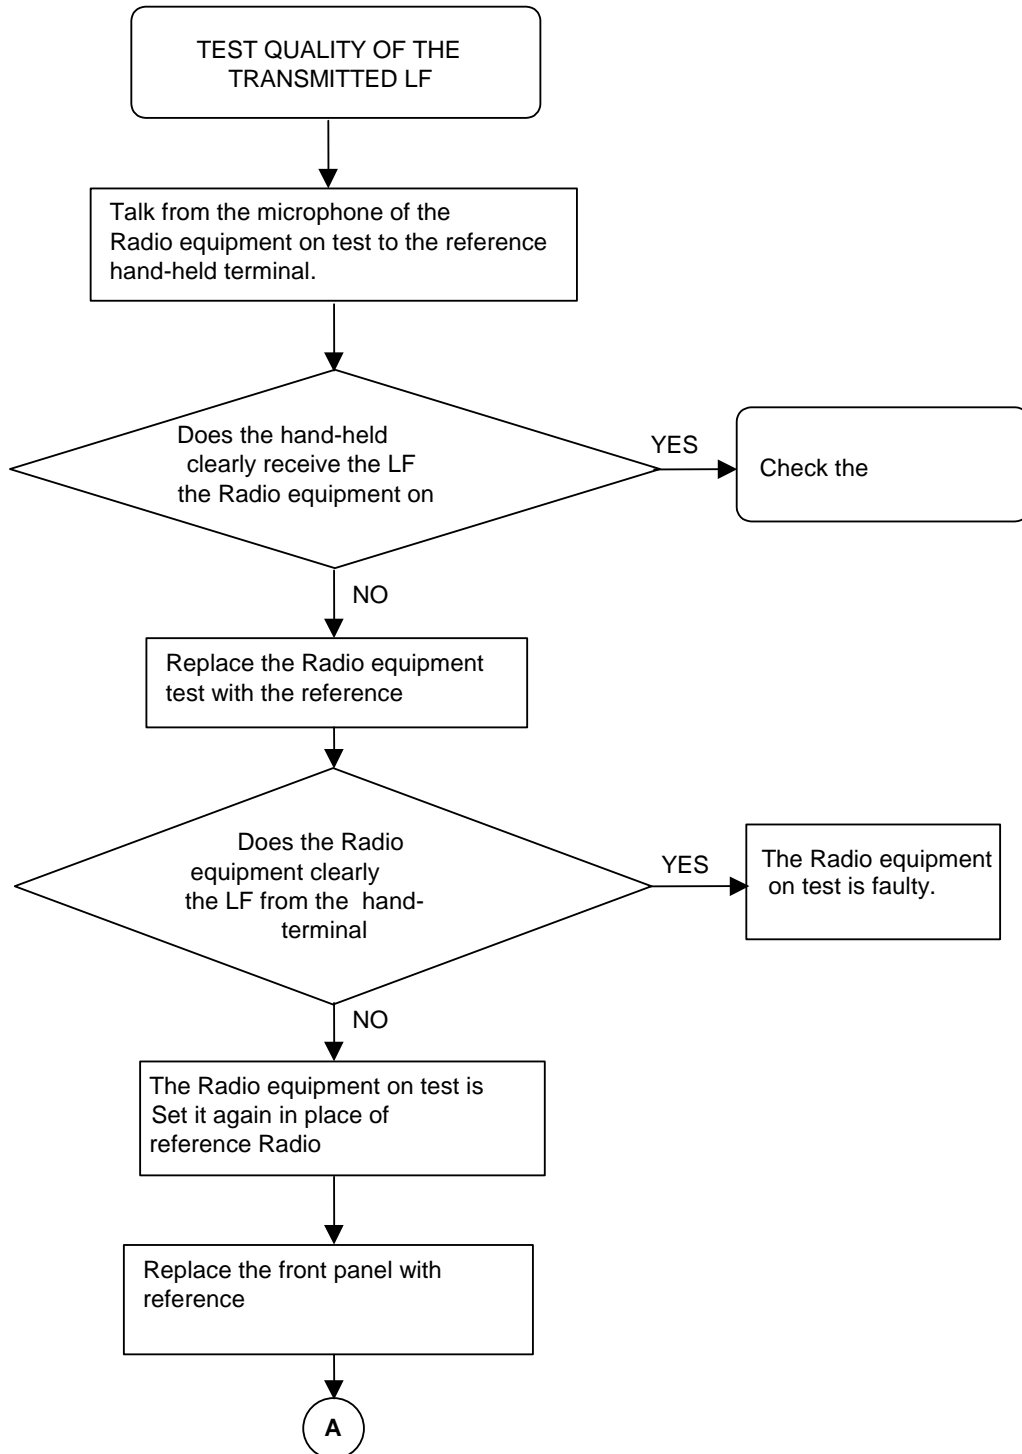 TEST QUALITY OF THE
TRANSMITTED LF
Talk from the microphone of the
Radio equipment on test to the reference
hand-held terminal.
Does the hand-held
clearly receive the LF
the Radio equipment on
YES
Check the
NO
Replace the Radio equipment
test with the reference
Does the Radio
equipment clearly
the LF from the hand-
terminal
YES
The Radio equipment
on test is faulty.
NO
The Radio equipment on test is
Set it again in place of
reference Radio
Replace the front panel with
reference
A